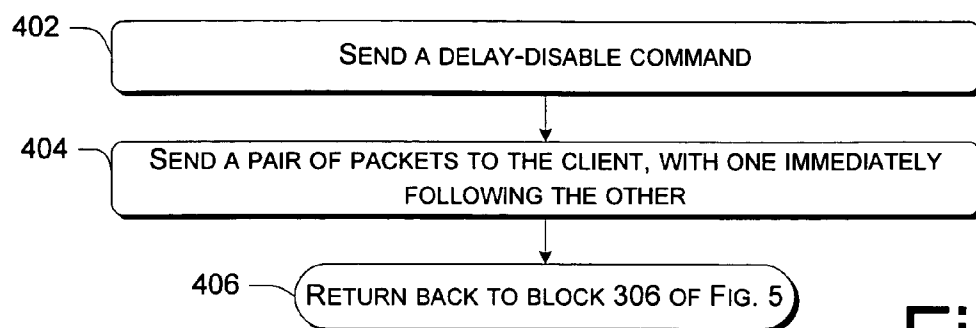 402
SEND A DELAY-DISABLE COMMAND
404
SEND A PAIR OF PACKETS TO THE CLIENT, WITH ONE IMMEDIATELY
FOLLOWING THE OTHER
406
RETURN BACK TO BLOCK 306 OF FIG. 5